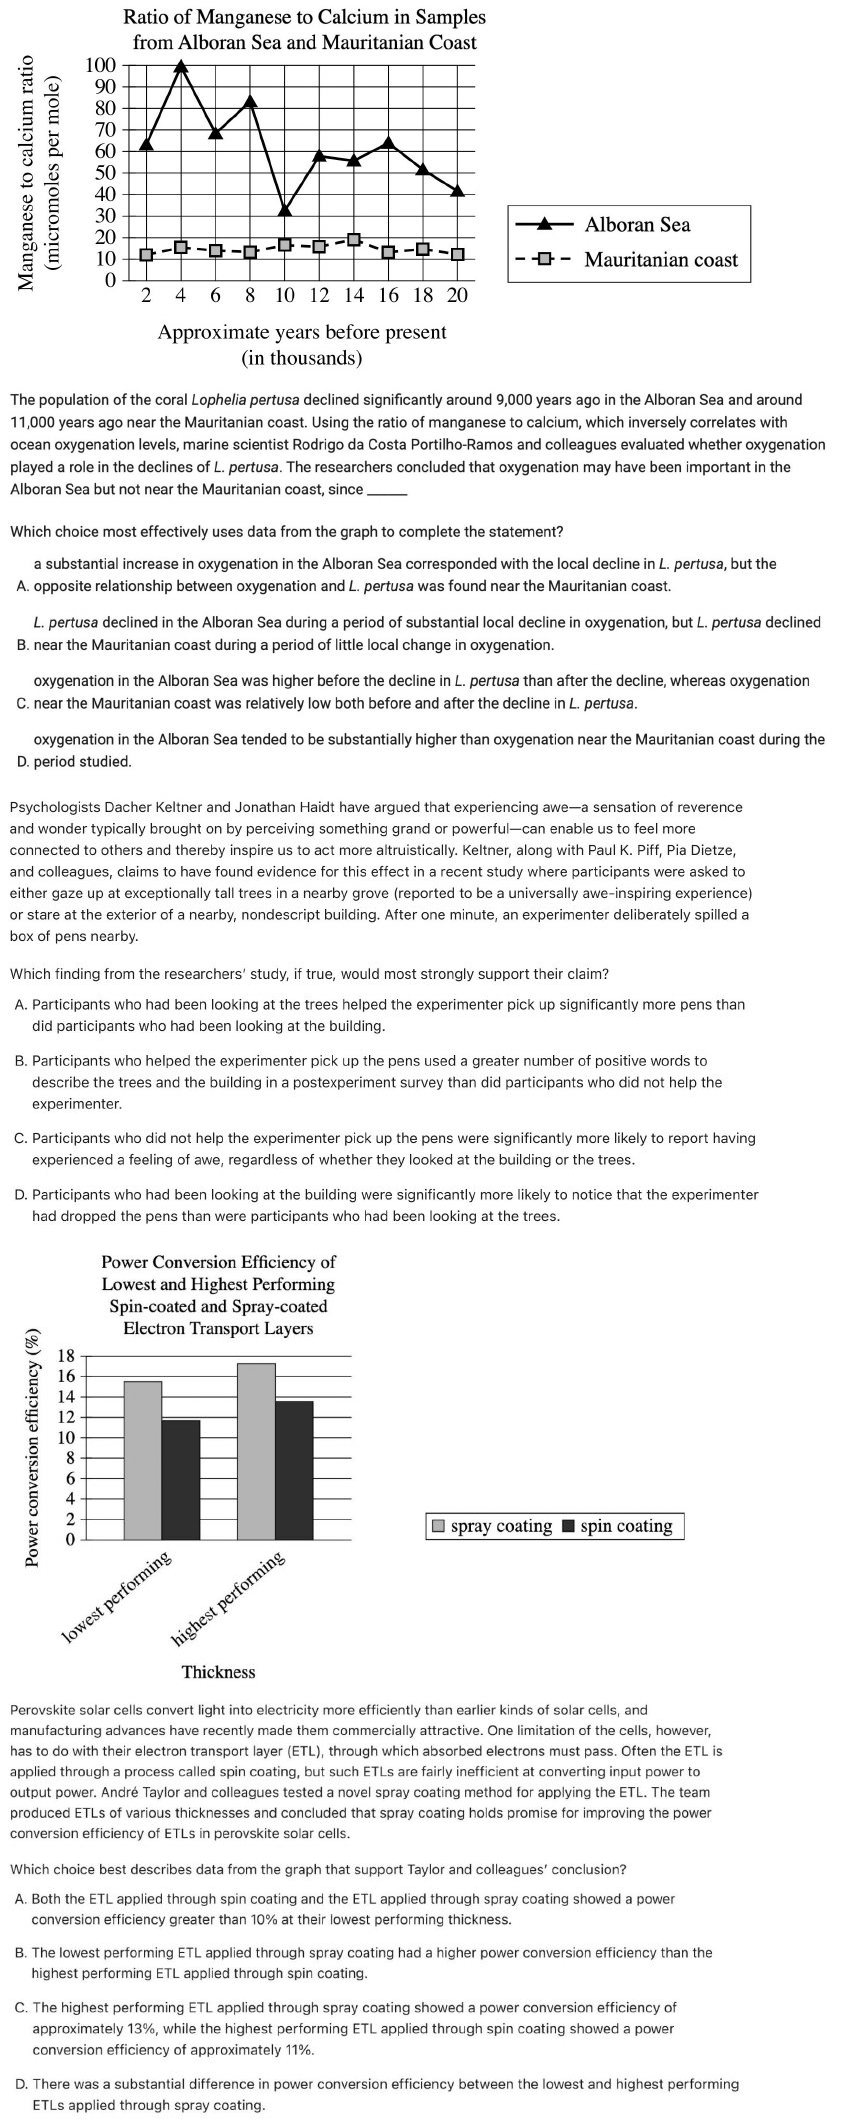 Ratio of Manganese to Calcium in Samples
from Alboran Sea and Mauritanian Coast
Manganese to calcium ratio
(micromoles per mole)
100
90
80
70
60
50
40
30
20
10
0
2 4 6 8 10 12 14 16 18 20
Approximate years before present
(in thousands)
Alboran Sea
Mauritanian coast
The population of the coral Lophelia pertusa declined significantly around 9,000 years ago in the Alboran Sea and around
11,000 years ago near the Mauritanian coast. Using the ratio of manganese to calcium, which inversely correlates with
ocean oxygenation levels, marine scientist Rodrigo da Costa Portilho-Ramos and colleagues evaluated whether oxygenation
played a role in the declines of L. pertusa. The researchers concluded that oxygenation may have been important in the
Alboran Sea but not near the Mauritanian coast, since ______
Which choice most effectively uses data from the graph to complete the statement?
a substantial increase in oxygenation in the Alboran Sea corresponded with the local decline in L. pertusa, but the
A. opposite relationship between oxygenation and L. pertusa was found near the Mauritanian coast.
L. pertusa declined in the Alboran Sea during a period of substantial local decline in oxygenation, but L. pertusa declined
B. near the Mauritanian coast during a period of little local change in oxygenation.
oxygenation in the Alboran Sea was higher before the decline in L. pertusa than after the decline, whereas oxygenation
C. near the Mauritanian coast was relatively low both before and after the decline in L. pertusa.
oxygenation in the Alboran Sea tended to be substantially higher than oxygenation near the Mauritanian coast during the
D. period studied.
Psychologists Dacher Keltner and Jonathan Haidt have argued that experiencing awe—a sensation of reverence
and wonder typically brought on by perceiving something grand or powerful—can enable us to feel more
connected to others and thereby inspire us to act more altruistically. Keltner, along with Paul K. Piff, Pia Dietze,
and colleagues, claims to have found evidence for this effect in a recent study where participants were asked to
either gaze up at exceptionally tall trees in a nearby grove (reported to be a universally awe-inspiring experience)
or stare at the exterior of a nearby, nondescript building. After one minute, an experimenter deliberately spilled a
box of pens nearby.
Which finding from the researchers' study, if true, would most strongly support their claim?
A. Participants who had been looking at the trees helped the experimenter pick up significantly more pens than
did participants who had been looking at the building.
B. Participants who helped the experimenter pick up the pens used a greater number of positive words to
describe the trees and the building in a postexperiment survey than did participants who did not help the
experimenter.
C. Participants who did not help the experimenter pick up the pens were significantly more likely to report having
experienced a feeling of awe, regardless of whether they looked at the building or the trees.
D. Participants who had been looking at the building were significantly more likely to notice that the experimenter
had dropped the pens than were participants who had been looking at the trees.
Power Conversion Efficiency of
Lowest and Highest Performing
Spin-coated and Spray-coated
Electron Transport Layers
Power conversion efficiency (%)
18
16
14
12
10
8
6
4
2
0
lowest performing
highest performing
Thickness
spray coating spin coating
Perovskite solar cells convert light into electricity more efficiently than earlier kinds of solar cells, and
manufacturing advances have recently made them commercially attractive. One limitation of the cells, however,
has to do with their electron transport layer (ETL), through which absorbed electrons must pass. Often the ETL is
applied through a process called spin coating, but such ETLs are fairly inefficient at converting input power to
output power. André Taylor and colleagues tested a novel spray coating method for applying the ETL. The team
produced ETLs of various thicknesses and concluded that spray coating holds promise for improving the power
conversion efficiency of ETLs in perovskite solar cells.
Which choice best describes data from the graph that support Taylor and colleagues' conclusion?
A. Both the ETL applied through spin coating and the ETL applied through spray coating showed a power
conversion efficiency greater than 10% at their lowest performing thickness.
B. The lowest performing ETL applied through spray coating had a higher power conversion efficiency than the
highest performing ETL applied through spin coating.
C. The highest performing ETL applied through spray coating showed a power conversion efficiency of
approximately 13%, while the highest performing ETL applied through spin coating showed a power
conversion efficiency of approximately 11%.
D. There was a substantial difference in power conversion efficiency between the lowest and highest performing
ETLs applied through spray coating.